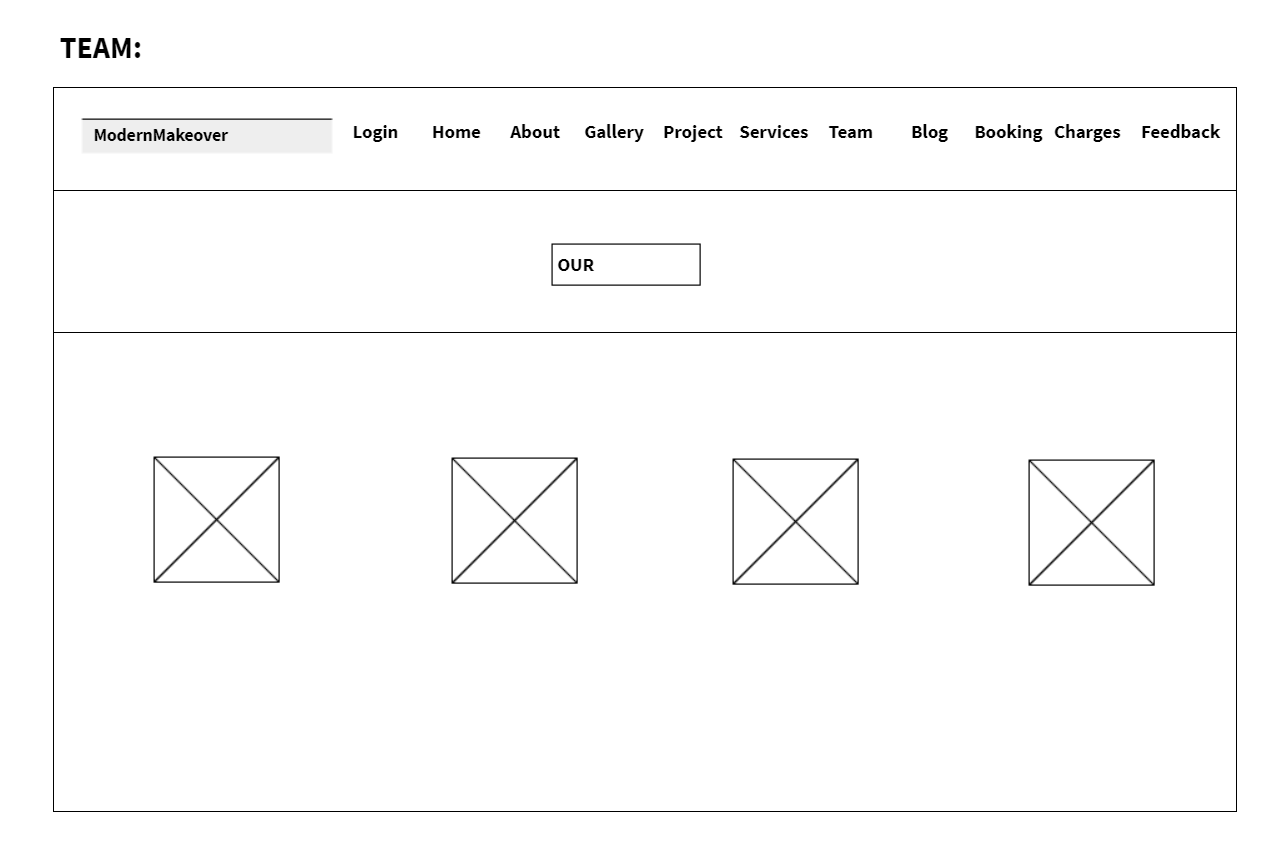 TEAM:
ModernMakeover Login Home About Gallery Project Services Team Blog Booking Charges Feedback
OUR